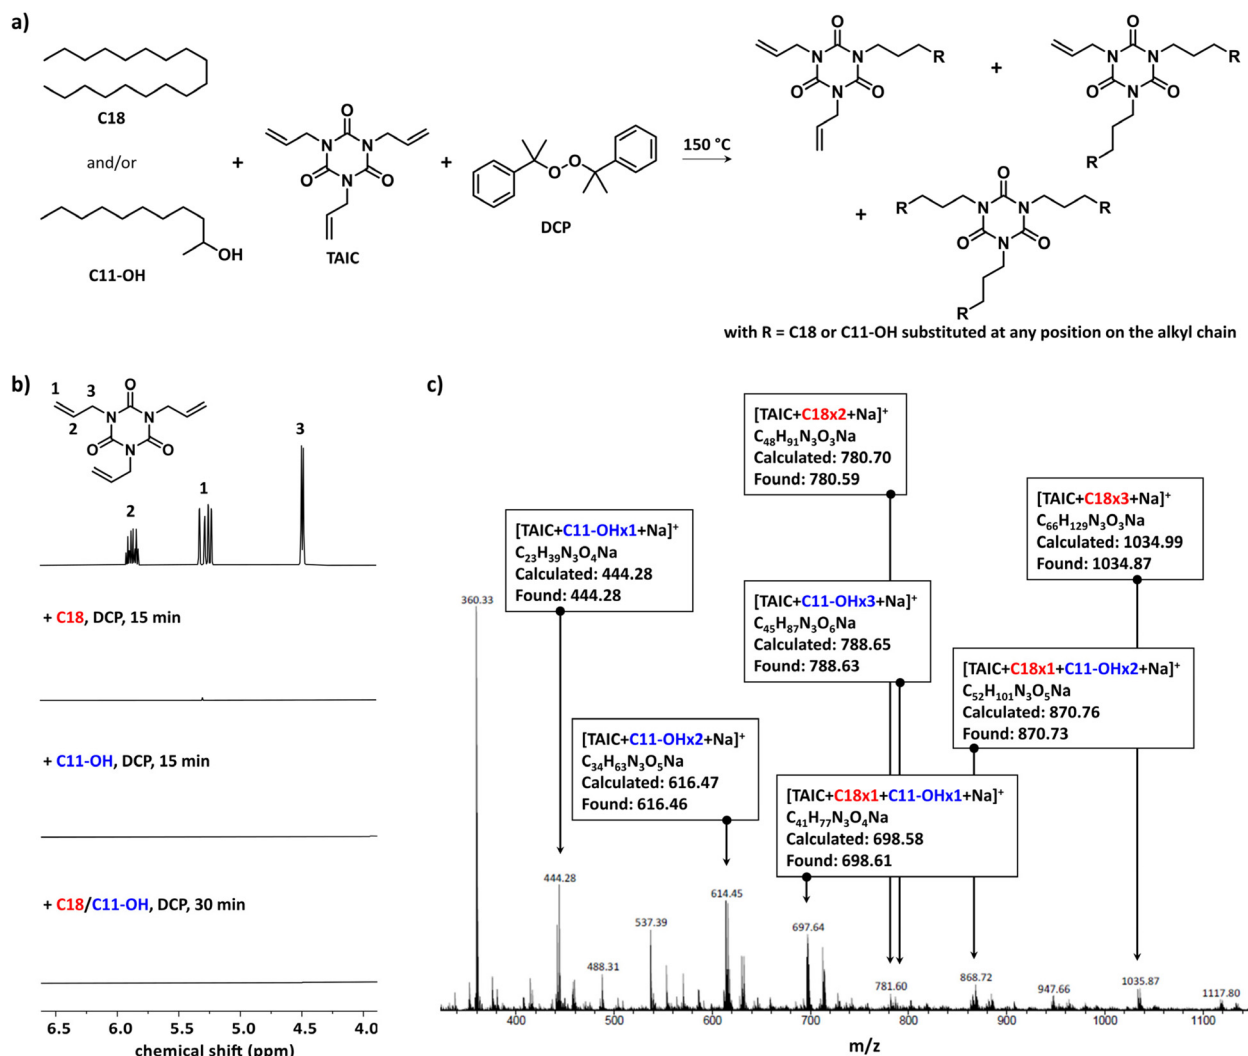 a)
C18
and/or
OH
C11-OH
+
O
N N
O N O
TAIC
+
O
O
DCP
150 °C
O
N N
R
O N O
+
O
N N
R
O N O
R
+
O
R N N R
O N O
R
with R = C18 or C11-OH substituted at any position on the alkyl chain
b)
1 3
2
O
N N
O N O
3
1
2
+ C18, DCP, 15 min
+ C11-OH, DCP, 15 min
+ C18/C11-OH, DCP, 30 min
6.5 6.0 5.5 5.0 4.5 4.0
chemical shift (ppm)
c)
[TAIC+C18x2+Na]⁺
C₄₈H₉₁N₃O₃Na
Calculated: 780.70
Found: 780.59
[TAIC+C18x3+Na]⁺
C₆₆H₁₂₉N₃O₃Na
Calculated: 1034.99
Found: 1034.87
[TAIC+C11-OHx1+Na]⁺
C₂₃H₃₉N₃O₄Na
Calculated: 444.28
Found: 444.28
[TAIC+C11-OHx3+Na]⁺
C₄₅H₈₇N₃O₆Na
Calculated: 788.65
Found: 788.63
[TAIC+C18x1+C11-OHx2+Na]⁺
C₅₂H₁₀₁N₃O₅Na
Calculated: 870.76
Found: 870.73
[TAIC+C11-OHx2+Na]⁺
C₃₄H₆₃N₃O₅Na
Calculated: 616.47
Found: 616.46
[TAIC+C18x1+C11-OHx1+Na]⁺
C₄₁H₇₇N₃O₄Na
Calculated: 698.58
Found: 698.61
360.33
444.28
488.31
537.39
614.45
697.64
781.60
868.72
947.66
1035.87
1117.80
400 500 600 700 800 900 1000 1100
m/z